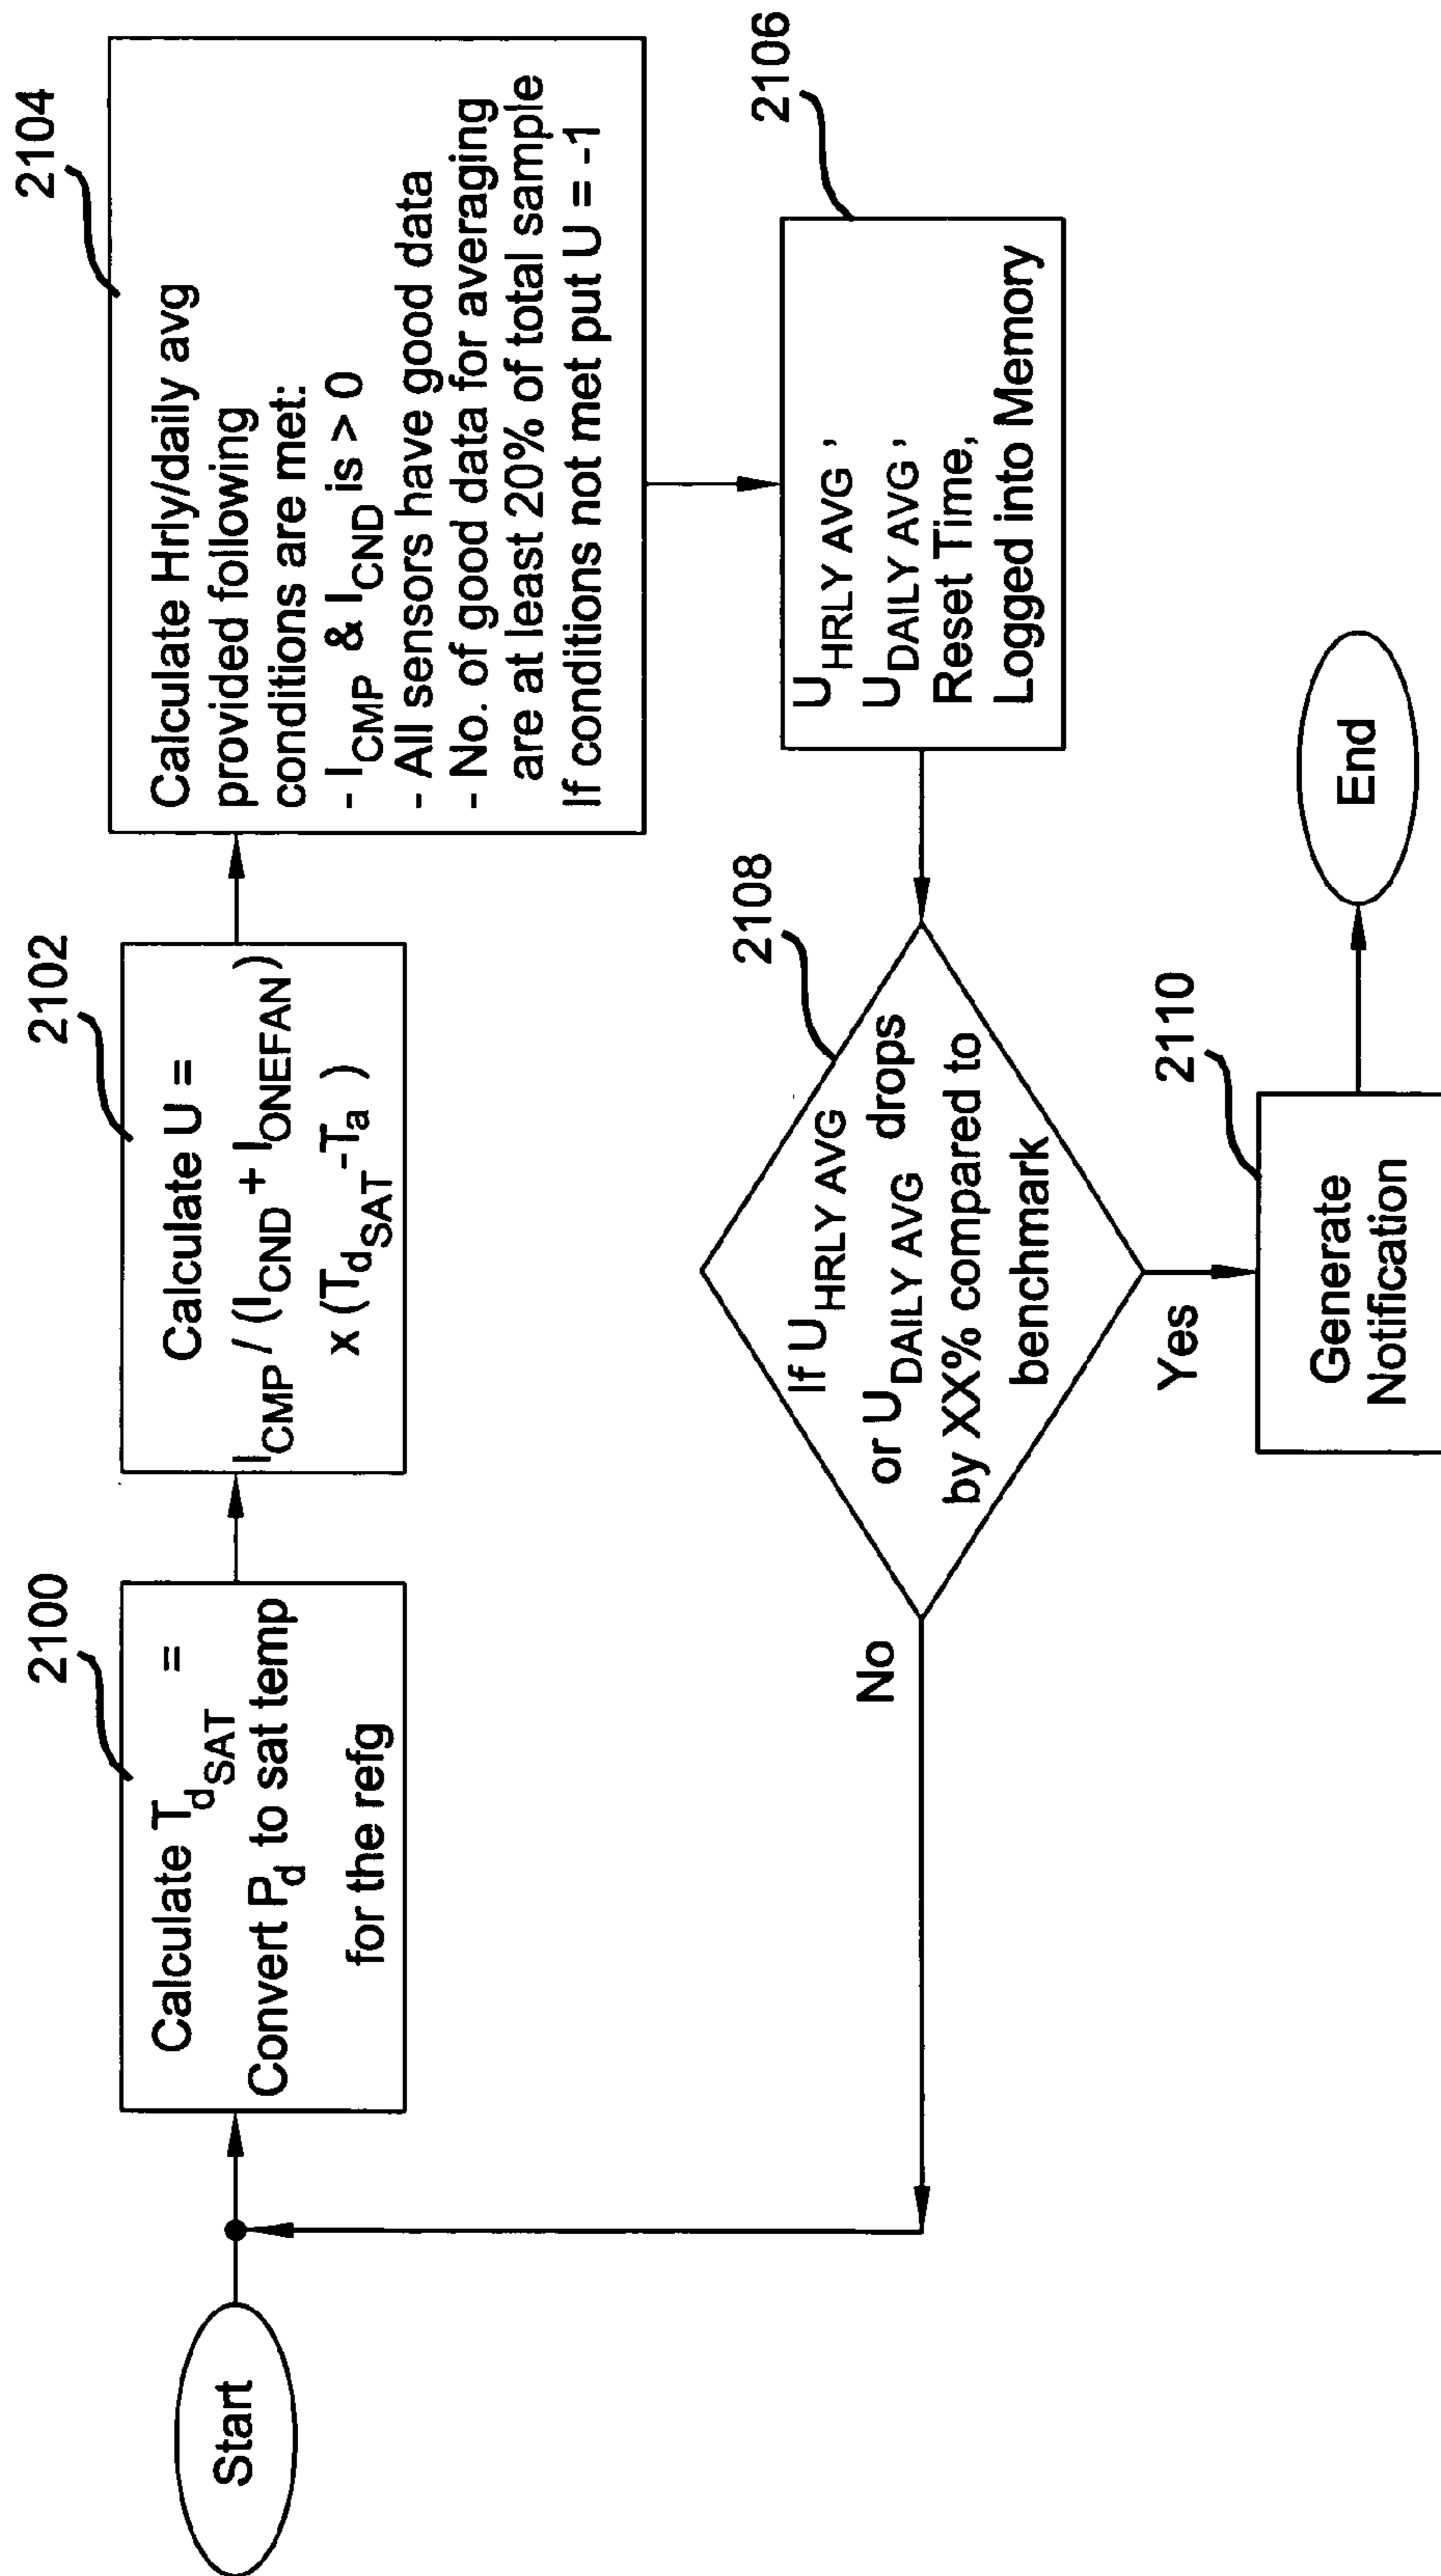 Start
2100
Calculate T_dSAT =
Convert P_d to sat temp
for the refg
2102
Calculate U =
I_CMP / (I_CND + I_ONEFAN)
x (T_dSAT -T_a )
2104
Calculate Hrly/daily avg
provided following
conditions are met:
- I_CMP & I_CND is > 0
- All sensors have good data
- No. of good data for averaging
are at least 20% of total sample
If conditions not met put U = -1
2106
U_HRLY AVG ,
U_DAILY AVG ,
Reset Time,
Logged into Memory
2108
If U_HRLY AVG
or U_DAILY AVG drops
by XX% compared to
benchmark
No
Yes
2110
Generate
Notification
End